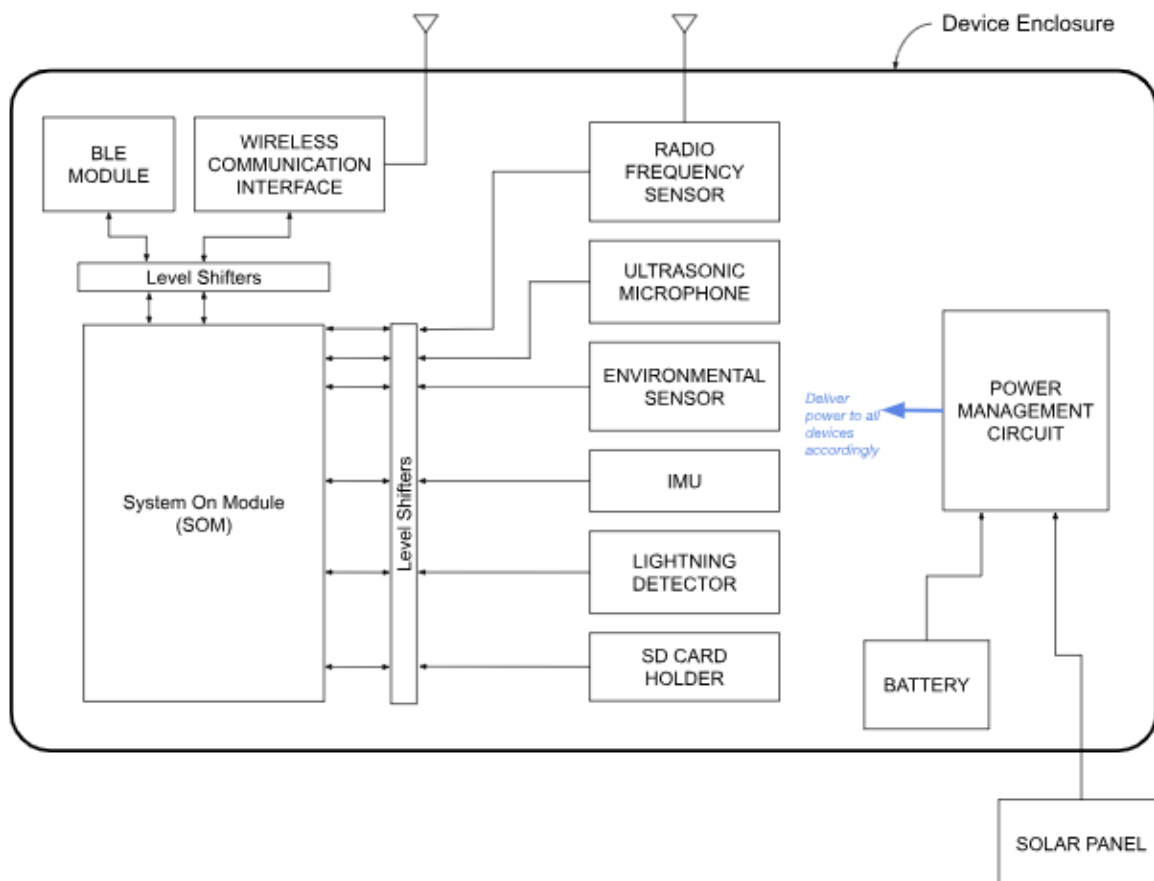 Device Enclosure
BLE
MODULE
WIRELESS
COMMUNICATION
INTERFACE
RADIO
FREQUENCY
SENSOR
Level Shifters
ULTRASONIC
MICROPHONE
System On Module
(SOM)
Level Shifters
ENVIRONMENTAL
SENSOR
IMU
LIGHTNING
DETECTOR
SD CARD
HOLDER
Deliver
power to all
devices
accordingly
POWER
MANAGEMENT
CIRCUIT
BATTERY
SOLAR PANEL